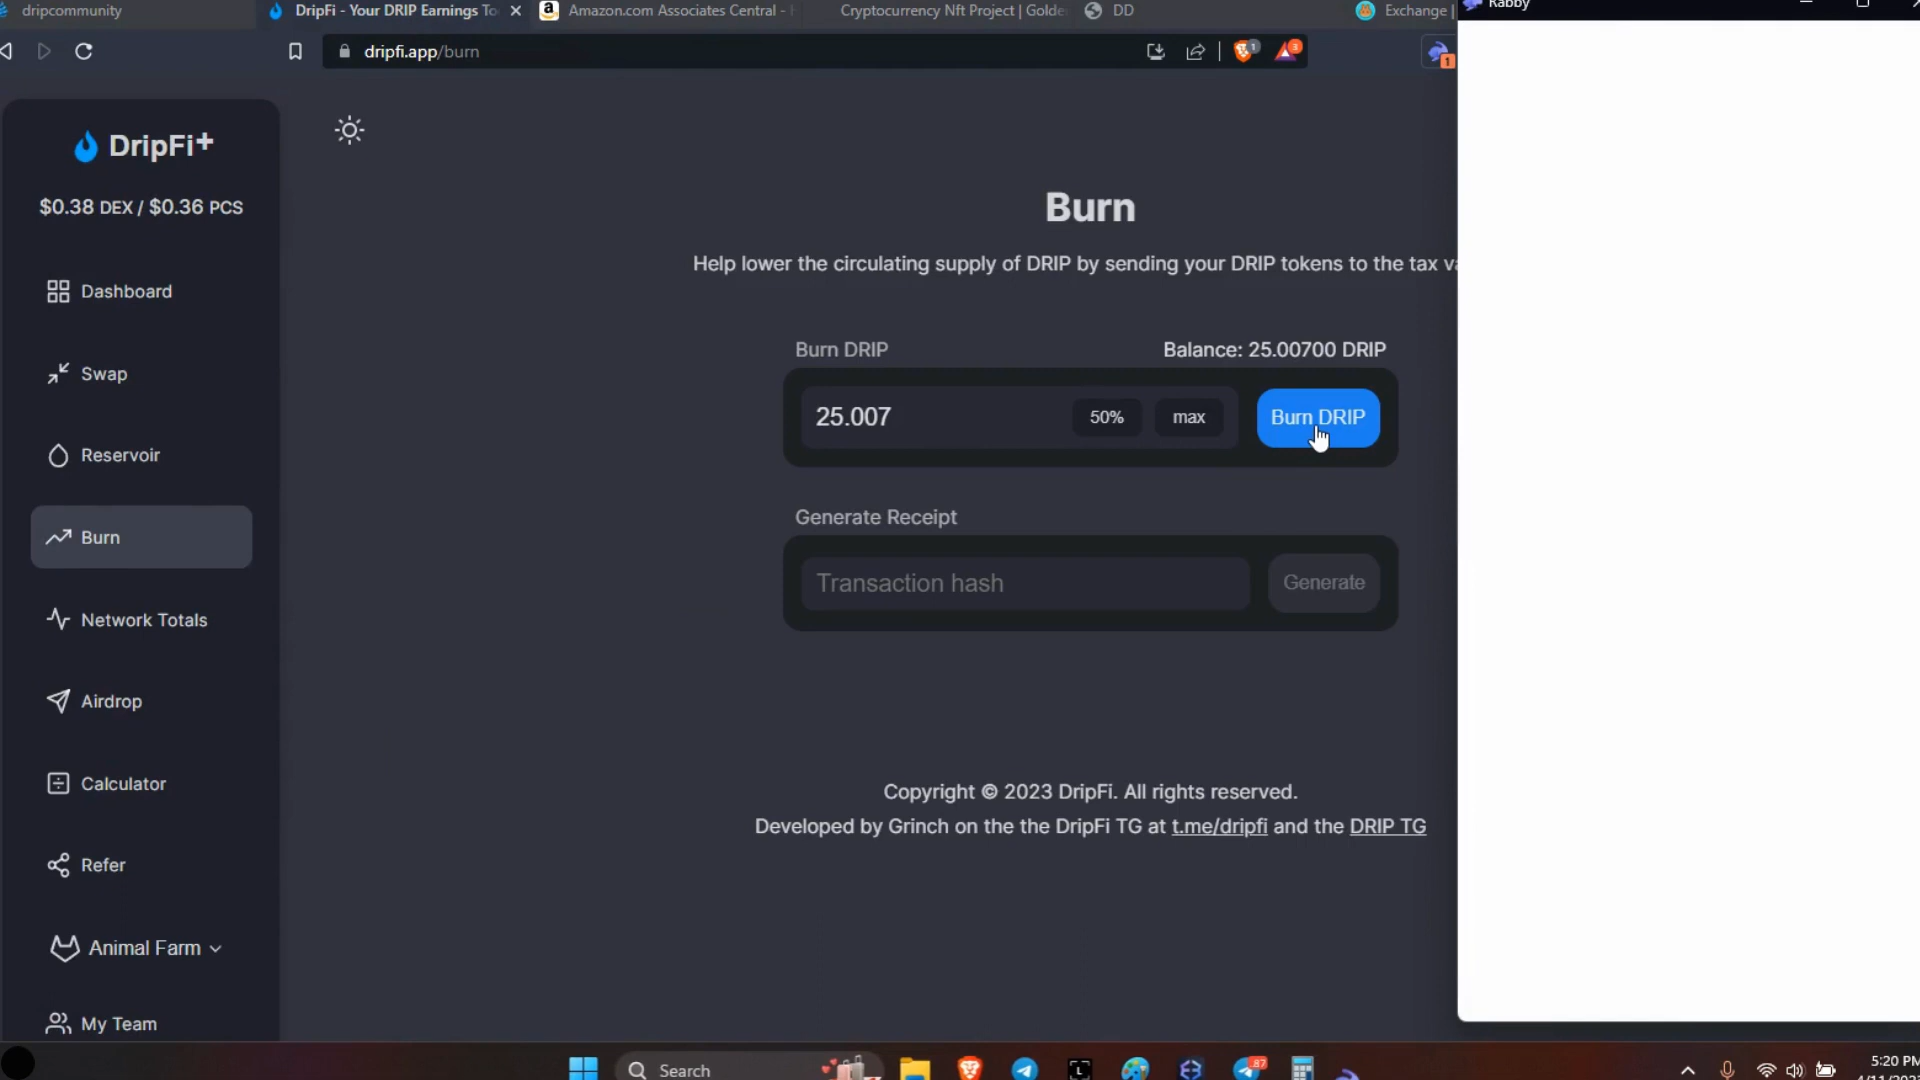 dripcommunity
DripFi - Your DRIP Earnings To
Amazon.com Associates Central -
Cryptocurrency Nft Project | Golde
DD
Exchange |
Rabby
dripfi.app/burn
1
3
1
DripFi+
$0.38 DEX / $0.36 PCS
Dashboard
Swap
Reservoir
Burn
Network Totals
Airdrop
Calculator
Refer
Animal Farm
My Team
Burn
Help lower the circulating supply of DRIP by sending your DRIP tokens to the tax
Burn DRIP
Balance: 25.00700 DRIP
25.007
50%
max
Burn DRIP
Generate Receipt
Transaction hash
Generate
Copyright © 2023 DripFi. All rights reserved.
Developed by Grinch on the the DripFi TG at t.me/dripfi and the DRIP TG
Search
87
5:20 PM